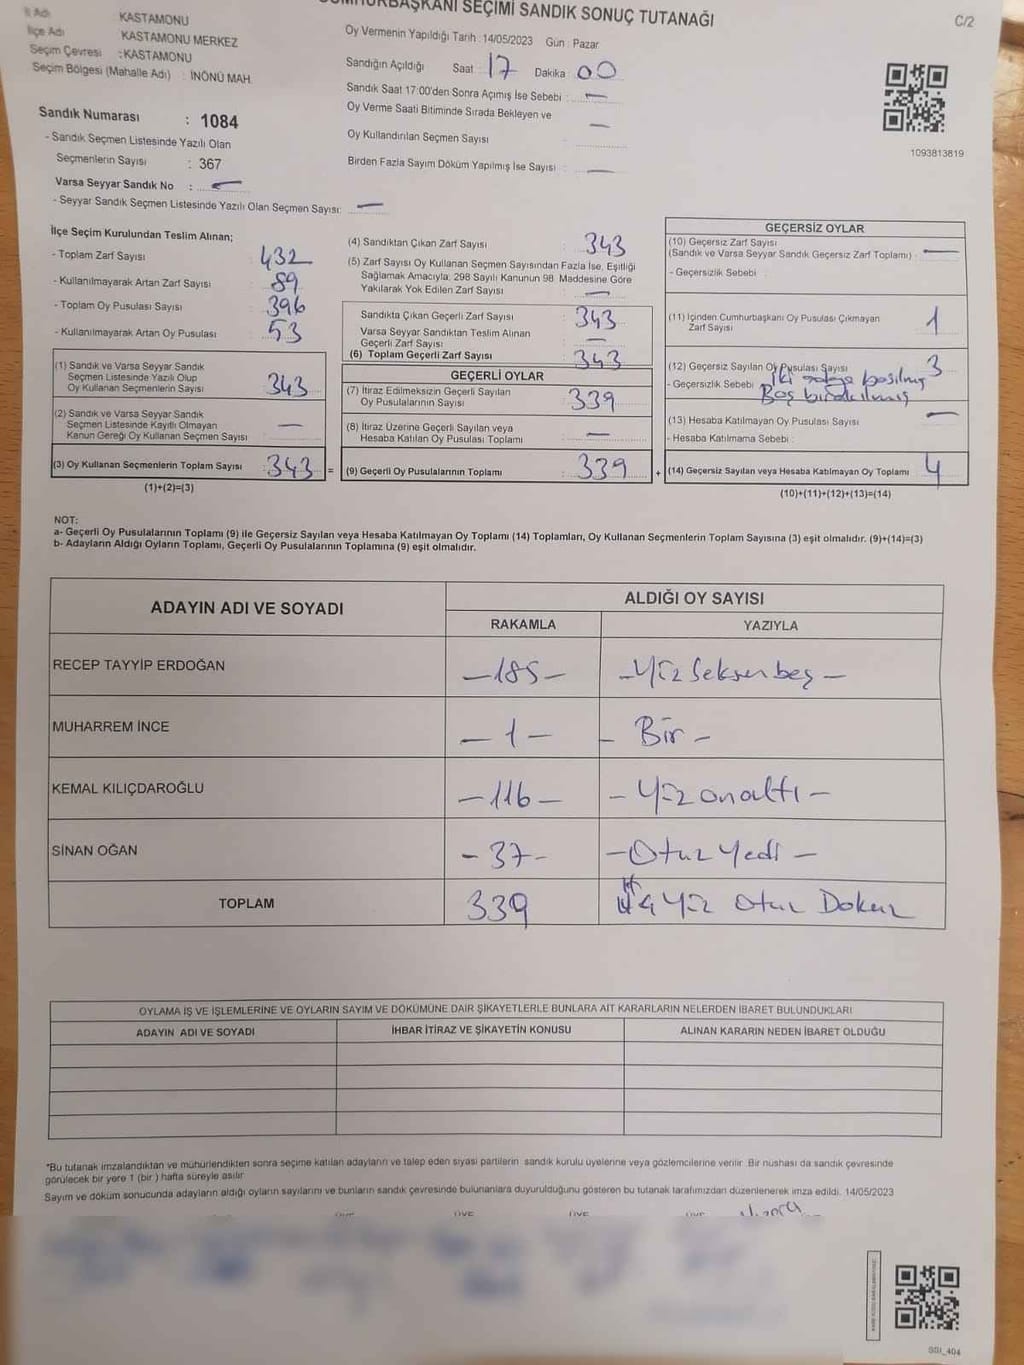 CUMHURBAŞKANI SEÇİMİ SANDIK SONUÇ TUTANAĞI
C/2
İl Adı : KASTAMONU
İlçe Adı KASTAMONU MERKEZ
Seçim Çevresi : KASTAMONU
Seçim Bölgesi (Mahalle Adı) : İNÖNÜ MAH.
Oy Vermenin Yapıldığı Tarih : 14/05/2023 Gün : Pazar
Sandığın Açıldığı Saat : 17 Dakika : 00
Sandık Saat 17:00'den Sonra Açımış İse Sebebi : —
Oy Verme Saati Bitiminde Sırada Bekleyen ve
Oy Kullandırılan Seçmen Sayısı —
Birden Fazla Sayım Döküm Yapılmış İse Sayısı : —
1093813819
Sandık Numarası : 1084
- Sandık Seçmen Listesinde Yazılı Olan
Seçmenlerin Sayısı : 367
Varsa Seyyar Sandık No : —
- Seyyar Sandık Seçmen Listesinde Yazılı Olan Seçmen Sayısı: —
İlçe Seçim Kurulundan Teslim Alınan;
- Toplam Zarf Sayısı 432
- Kullanılmayarak Artan Zarf Sayısı 89
- Toplam Oy Pusulası Sayısı 396
- Kullanılmayarak Artan Oy Pusulası 53
(1) Sandık ve Varsa Seyyar Sandık
Seçmen Listesinde Yazılı Olup
Oy Kullanan Seçmenlerin Sayısı 343
(2) Sandık ve Varsa Seyyar Sandık
Seçmen Listesinde Kayıtlı Olmayan
Kanun Gereği Oy Kullanan Seçmen Sayısı —
(3) Oy Kullanan Seçmenlerin Toplam Sayısı 343 =
(1)+(2)=(3)
(4) Sandıktan Çıkan Zarf Sayısı : 343
(5) Zarf Sayısı Oy Kullanan Seçmen Sayısından Fazla İse, Eşitliği
Sağlamak Amacıyla, 298 Sayılı Kanunun 98. Maddesine Göre
Yakılarak Yok Edilen Zarf Sayısı : —
Sandıkta Çıkan Geçerli Zarf Sayısı : 343
Varsa Seyyar Sandıktan Teslim Alınan
Geçerli Zarf Sayısı —
(6) Toplam Geçerli Zarf Sayısı 343
GEÇERLİ OYLAR
(7) İtiraz Edilmeksizin Geçerli Sayılan
Oy Pusulalarının Sayısı 339
(8) İtiraz Üzerine Geçerli Sayılan veya
Hesaba Katılan Oy Pusulası Toplamı —
(9) Geçerli Oy Pusulalarının Toplamı : 339 +
GEÇERSİZ OYLAR
(10) Geçersiz Zarf Sayısı
(Sandık ve Varsa Seyyar Sandık Geçersiz Zarf Toplamı) : —
- Geçersizlik Sebebi :
(11) İçinden Cumhurbaşkanı Oy Pusulası Çıkmayan
Zarf Sayısı 1
(12) Geçersiz Sayılan Oy Pusulası Sayısı 3
- Geçersizlik Sebebi : İki adaya basılmış
Boş bırakılmış
(13) Hesaba Katılmayan Oy Pusulası Sayısı —
- Hesaba Katılmama Sebebi :
(14) Geçersiz Sayılan veya Hesaba Katılmayan Oy Toplamı 4
(10)+(11)+(12)+(13)=(14)
NOT:
a- Geçerli Oy Pusulalarının Toplamı (9) ile Geçersiz Sayılan veya Hesaba Katılmayan Oy Toplamı (14) Toplamları, Oy Kullanan Seçmenlerin Toplam Sayısına (3) eşit olmalıdır. (9)+(14)=(3)
b- Adayların Aldığı Oyların Toplamı, Geçerli Oy Pusulalarının Toplamına (9) eşit olmalıdır.
ADAYIN ADI VE SOYADI ALDIĞI OY SAYISI
RAKAMLA YAZIYLA
RECEP TAYYİP ERDOĞAN —185— —Yüz Seksen beş—
MUHARREM İNCE —1— —Bir—
KEMAL KILIÇDAROĞLU —116— —Yüz on altı—
SİNAN OĞAN —37— —Otuz Yedi—
TOPLAM 339 Üç Yüz Otuz Dokuz
OYLAMA İŞ VE İŞLEMLERİNE VE OYLARIN SAYIM VE DÖKÜMÜNE DAİR ŞİKAYETLERLE BUNLARA AİT KARARLARIN NELERDEN İBARET BULUNDUKLARI
ADAYIN ADI VE SOYADI İHBAR İTİRAZ VE ŞİKAYETİN KONUSU ALINAN KARARIN NEDEN İBARET OLDUĞU
*Bu tutanak imzalandıktan ve mühürlendikten sonra seçime katılan adayların ve talep eden siyasi partilerin sandık kurulu üyelerine veya gözlemcilerine verilir. Bir nüshası da sandık çevresinde
görülecek bir yere 1 (bir) hafta süreyle asılır.
Sayım ve döküm sonucunda adayların aldığı oyların sayılarını ve bunların sandık çevresinde bulunanlara duyurulduğunu gösteren bu tutanak tarafımızdan düzenlenerek imza edildi. 14/05/2023
ÜYE ÜYE ÜYE ÜYE
SSI_404